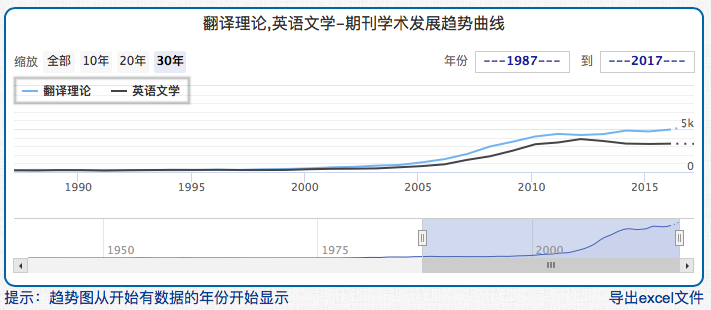 翻译理论,英语文学-期刊学术发展趋势曲线
缩放 全部 10年 20年 30年 年份 ---1987--- 到 ---2017---
翻译理论 英语文学
5k
0
1990 1995 2000 2005 2010 2015
1950 1975 2000
提示：趋势图从开始有数据的年份开始显示 导出excel文件